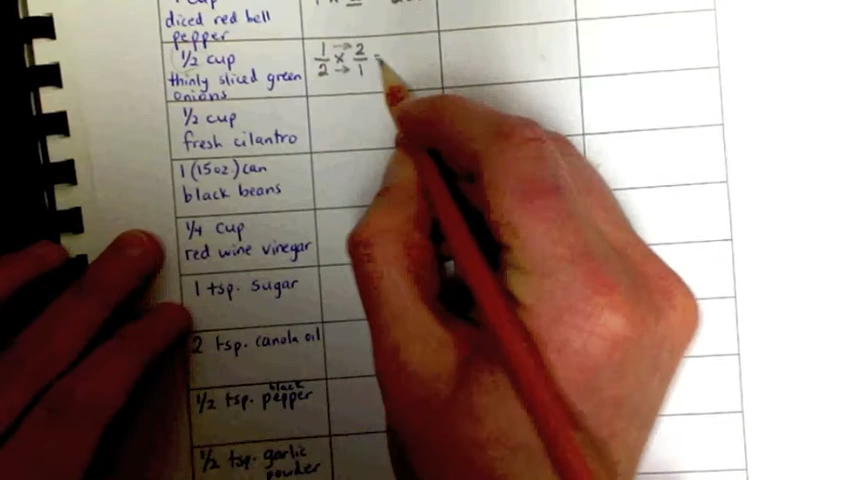 diced red bell
pepper
1/2 cup
thinly sliced green
onions
1/2 x 2/1 =
1/2 cup
fresh cilantro
1 (15oz.) can
black beans
1/4 cup
red wine vinegar
1 tsp. sugar
2 tsp. canola oil
1/2 tsp. black pepper
1/2 tsp. garlic
powder